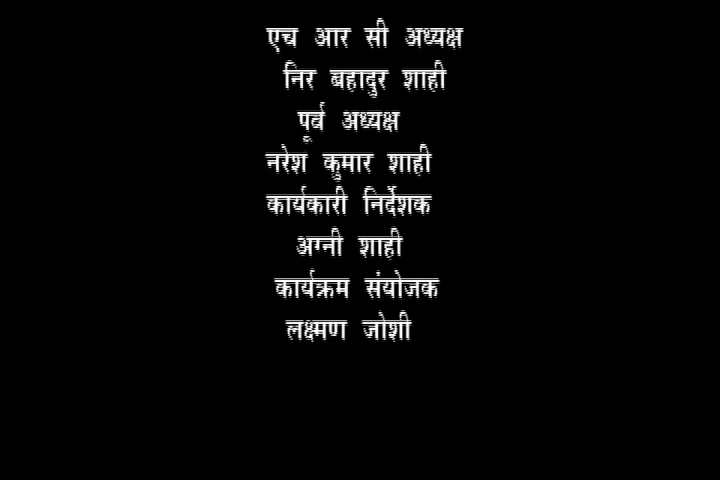 एच आर सी अध्यक्ष
निर बहादुर शाही
पूर्व अध्यक्ष
नरेश कुमार शाही
कार्यकारी निर्देशक
अग्नी शाही
कार्यक्रम संयोजक
लक्ष्मण जोशी